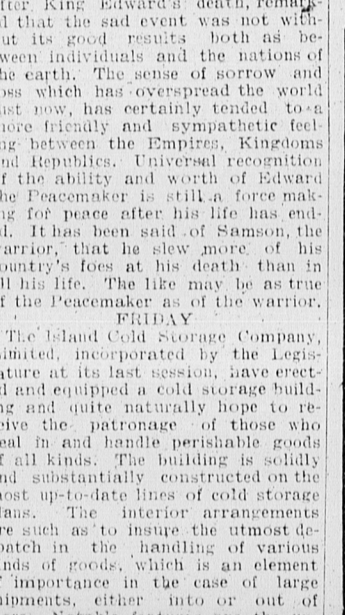 fter King Edward's death, remark-
d that the sad event was not with-
ut its good results both as be-
ween individuals and the nations of
he earth. The sense of sorrow and
oss which has overspread the world
ust now, has certainly tended to a
more friendly and sympathetic feel-
ng between the Empires, Kingdoms
nd Republics. Universal recognition
f the ability and worth of Edward
he Peacemaker is still a force mak-
ng for peace after his life has end-
d. It has been said of Samson, the
arrior, that he slew more of his
ountry's foes at his death than in
ll his life. The like may be as true
f the Peacemaker as of the warrior.
FRIDAY
The Island Cold Storage Company,
imited, incorporated by the Legis-
ature at its last session, have erect-
d and equipped a cold storage build-
ng and quite naturally hope to re-
eive the patronage of those who
eal in and handle perishable goods
f all kinds. The building is solidly
nd substantially constructed on the
most up-to-date lines of cold storage
lans. The interior arrangements
re such as to insure the utmost de-
patch in the handling of various
inds of goods, which is an element
f importance in the case of large
hipments, either into or out of